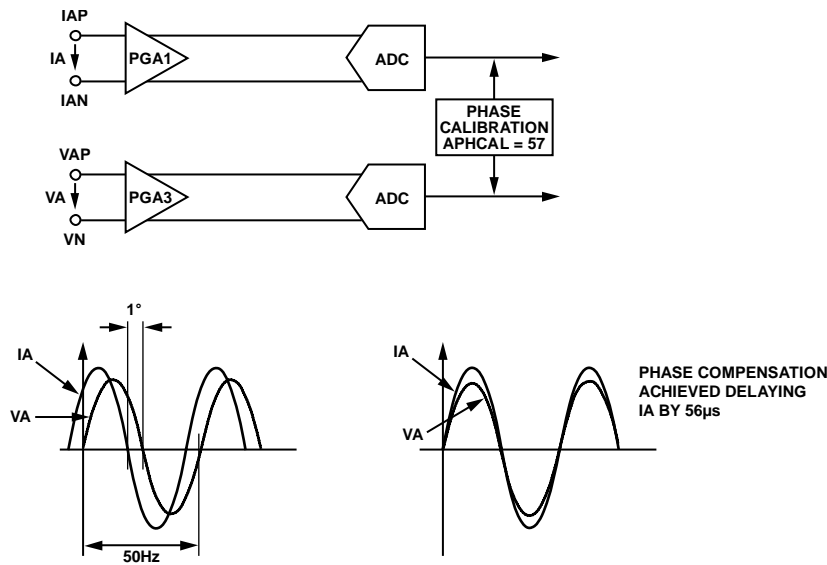 IAP
IA
IAN
PGA1
ADC
PHASE
CALIBRATION
APHCAL = 57
VAP
VA
VN
PGA3
ADC
1°
IA
VA
50Hz
IA
VA
PHASE COMPENSATION
ACHIEVED DELAYING
IA BY 56µs